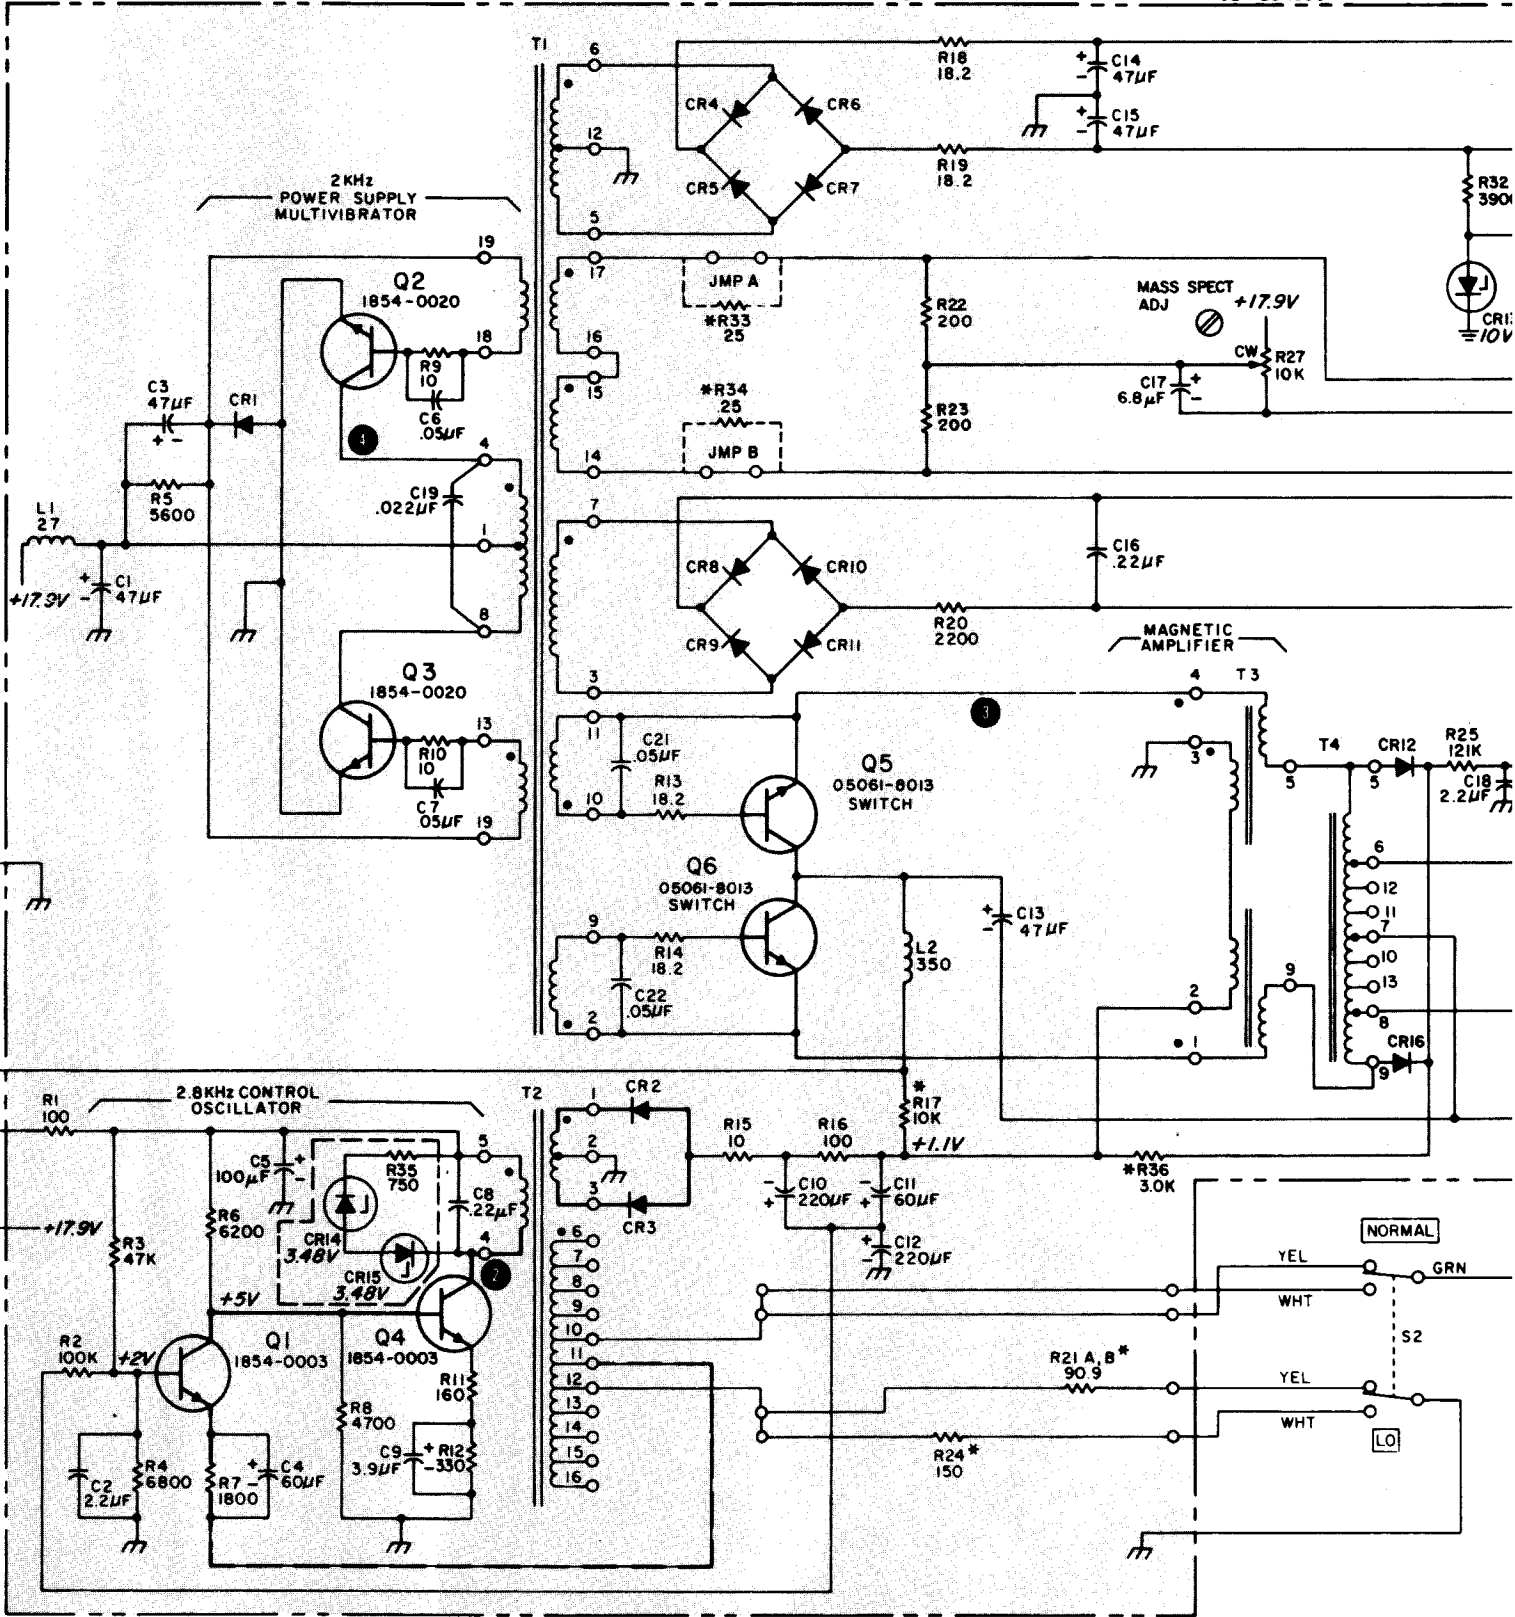 T1
6
12
5
17
16
15
14
7
3
11
10
9
2
R18
18.2
C14
47µF
C15
47µF
R19
18.2
CR4
CR6
CR5
CR7
2KHz
POWER SUPPLY
MULTIVIBRATOR
19
Q2
1854-0020
18
R9
10
C6
.05µF
C3
47µF
+ -
CR1
4
4
R5
5600
C19
.022µF
L1
27
1
+17.9V
C1
47µF
8
Q3
1854-0020
13
R10
10
C7
.05µF
19
JMP A
*R33
25
*R34
.25
JMP B
R22
200
R23
200
MASS SPECT
ADJ
+17.9V
CW
R27
10K
C17
6.8µF
R32
10V
CR8
CR10
CR9
CR11
R20
2200
C16
.22µF
MAGNETIC
AMPLIFIER
4
T3
3
3
C21
.05µF
R13
18.2
Q5
05061-8013
SWITCH
Q6
05061-8013
SWITCH
R14
18.2
C22
.05µF
L2
350
C13
47µF
5
T4
5
CR12
R25
121K
C18
2.2µF
6
12
11
7
10
13
8
9
9
2
1
CR16
2.8KHz CONTROL
OSCILLATOR
R1
100
C5
100µF
R35
750
CR14
3.48V
CR15
3.48V
C8
.22µF
5
4
2
R6
6200
+17.9V
R3
47K
+5V
R2
100K
+2V
Q1
1854-0003
Q4
1854-0003
R11
160
R8
4700
C9
3.9µF
R12
330
C2
2.2µF
R4
6800
R7
1800
C4
60µF
T2
1
CR2
2
3
CR3
6
7
8
9
10
11
12
13
14
15
16
R15
10
R16
100
*
R17
10K
+1.1V
C10
220µF
C11
60µF
C12
220µF
*R36
3.0K
NORMAL
YEL
GRN
WHT
S2
R21 A,B*
90.9
YEL
WHT
R24*
150
LO